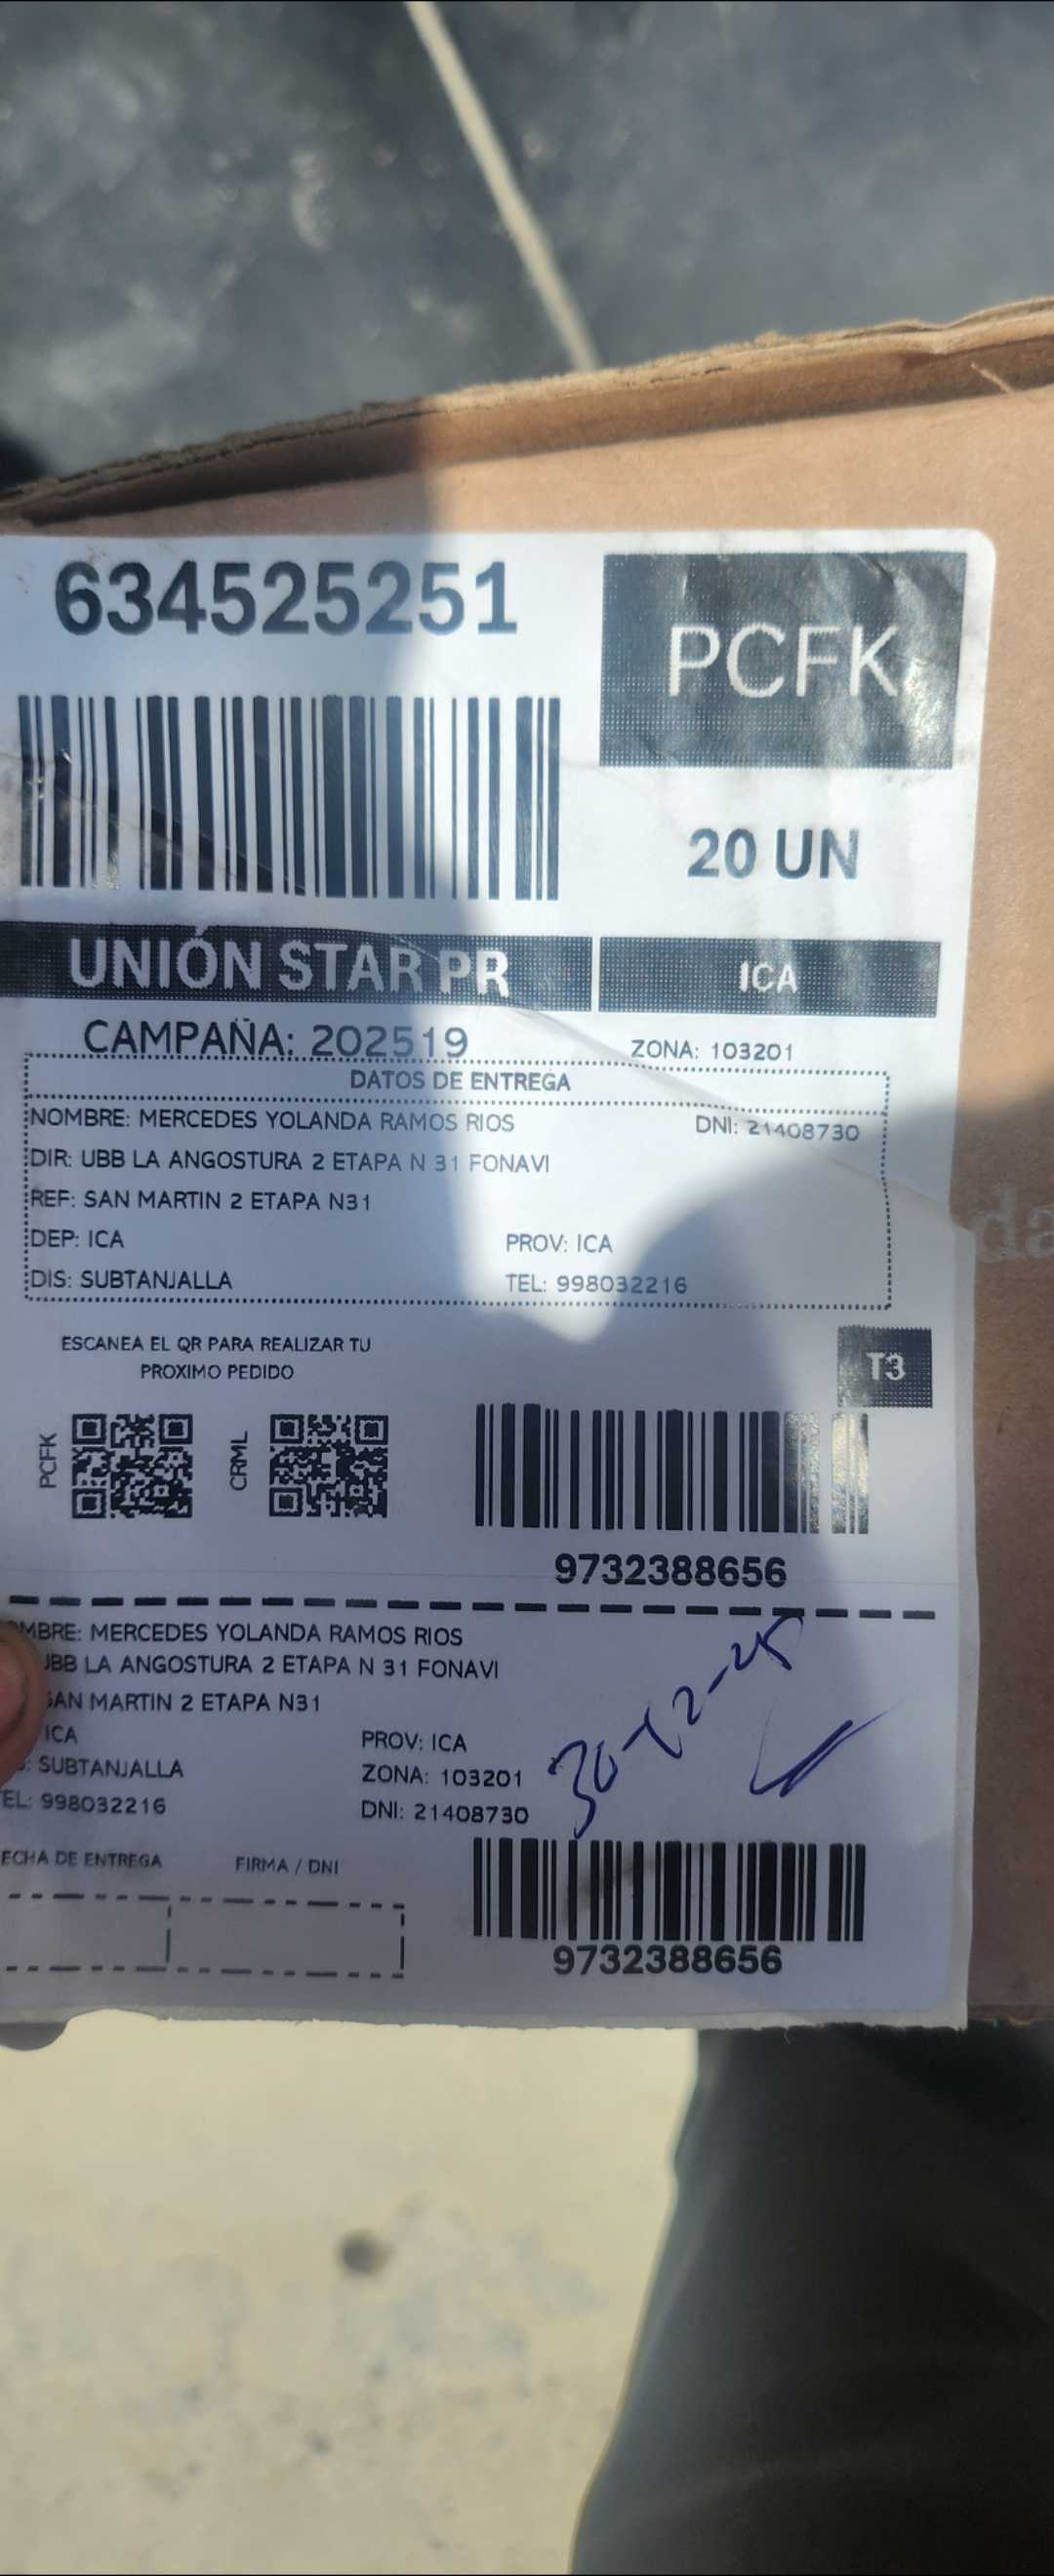 634525251
PCFK
20 UN
UNIÓN STAR PR
ICA
CAMPAÑA: 202519
ZONA: 103201
DATOS DE ENTREGA
NOMBRE: MERCEDES YOLANDA RAMOS RIOS
DNI: 21408730
DIR: UBB LA ANGOSTURA 2 ETAPA N 31 FONAVI
REF: SAN MARTIN 2 ETAPA N31
DEP: ICA
PROV: ICA
DIS: SUBTANJALLA
TEL: 998032216
da
ESCANEA EL QR PARA REALIZAR TU
PROXIMO PEDIDO
T3
PCFK
CRML
9732388656
MBRE: MERCEDES YOLANDA RAMOS RIOS
UBB LA ANGOSTURA 2 ETAPA N 31 FONAVI
SAN MARTIN 2 ETAPA N31
ICA
PROV: ICA
: SUBTANJALLA
ZONA: 103201
EL: 998032216
DNI: 21408730
30-12-25
ECHA DE ENTREGA
FIRMA / DNI
9732388656